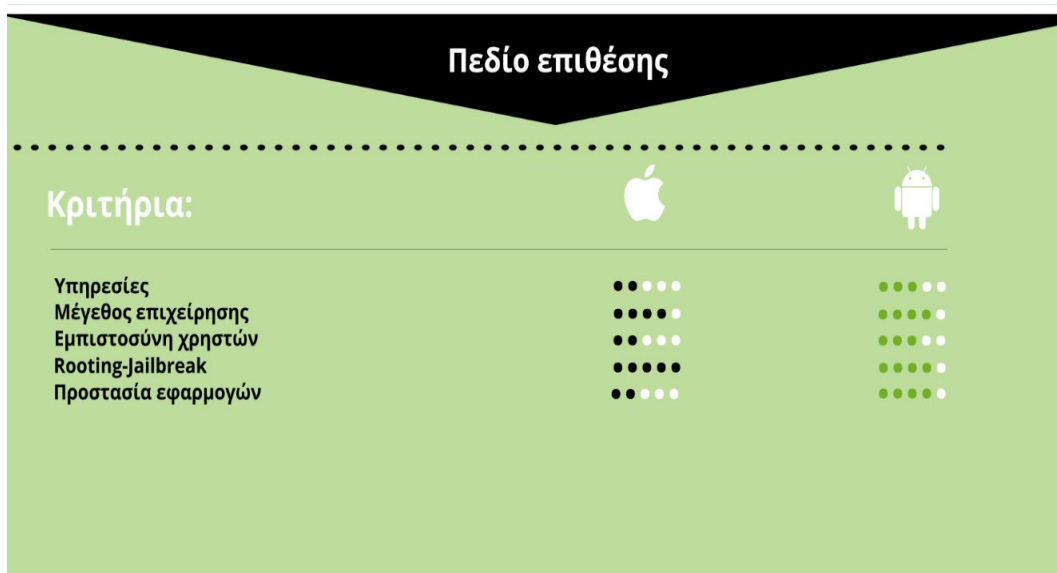 Πεδίο επιθέσης
Κριτήρια:
Υπηρεσίες
Μέγεθος επιχείρησης
Εμπιστοσύνη χρηστών
Rooting-Jailbreak
Προστασία εφαρμογών